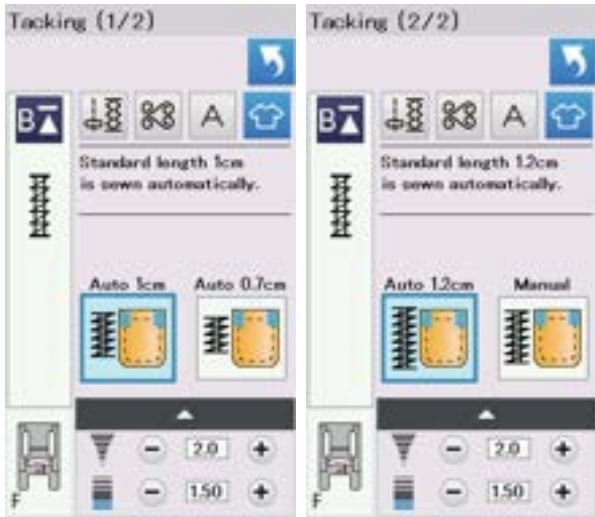 Tacking (1/2)
B
A
Standard length 1cm
is sewn automatically.
Auto 1cm Auto 0.7cm
2.0
1.50
F
Tacking (2/2)
B
A
Standard length 1.2cm
is sewn automatically.
Auto 1.2cm Manual
2.0
1.50
F